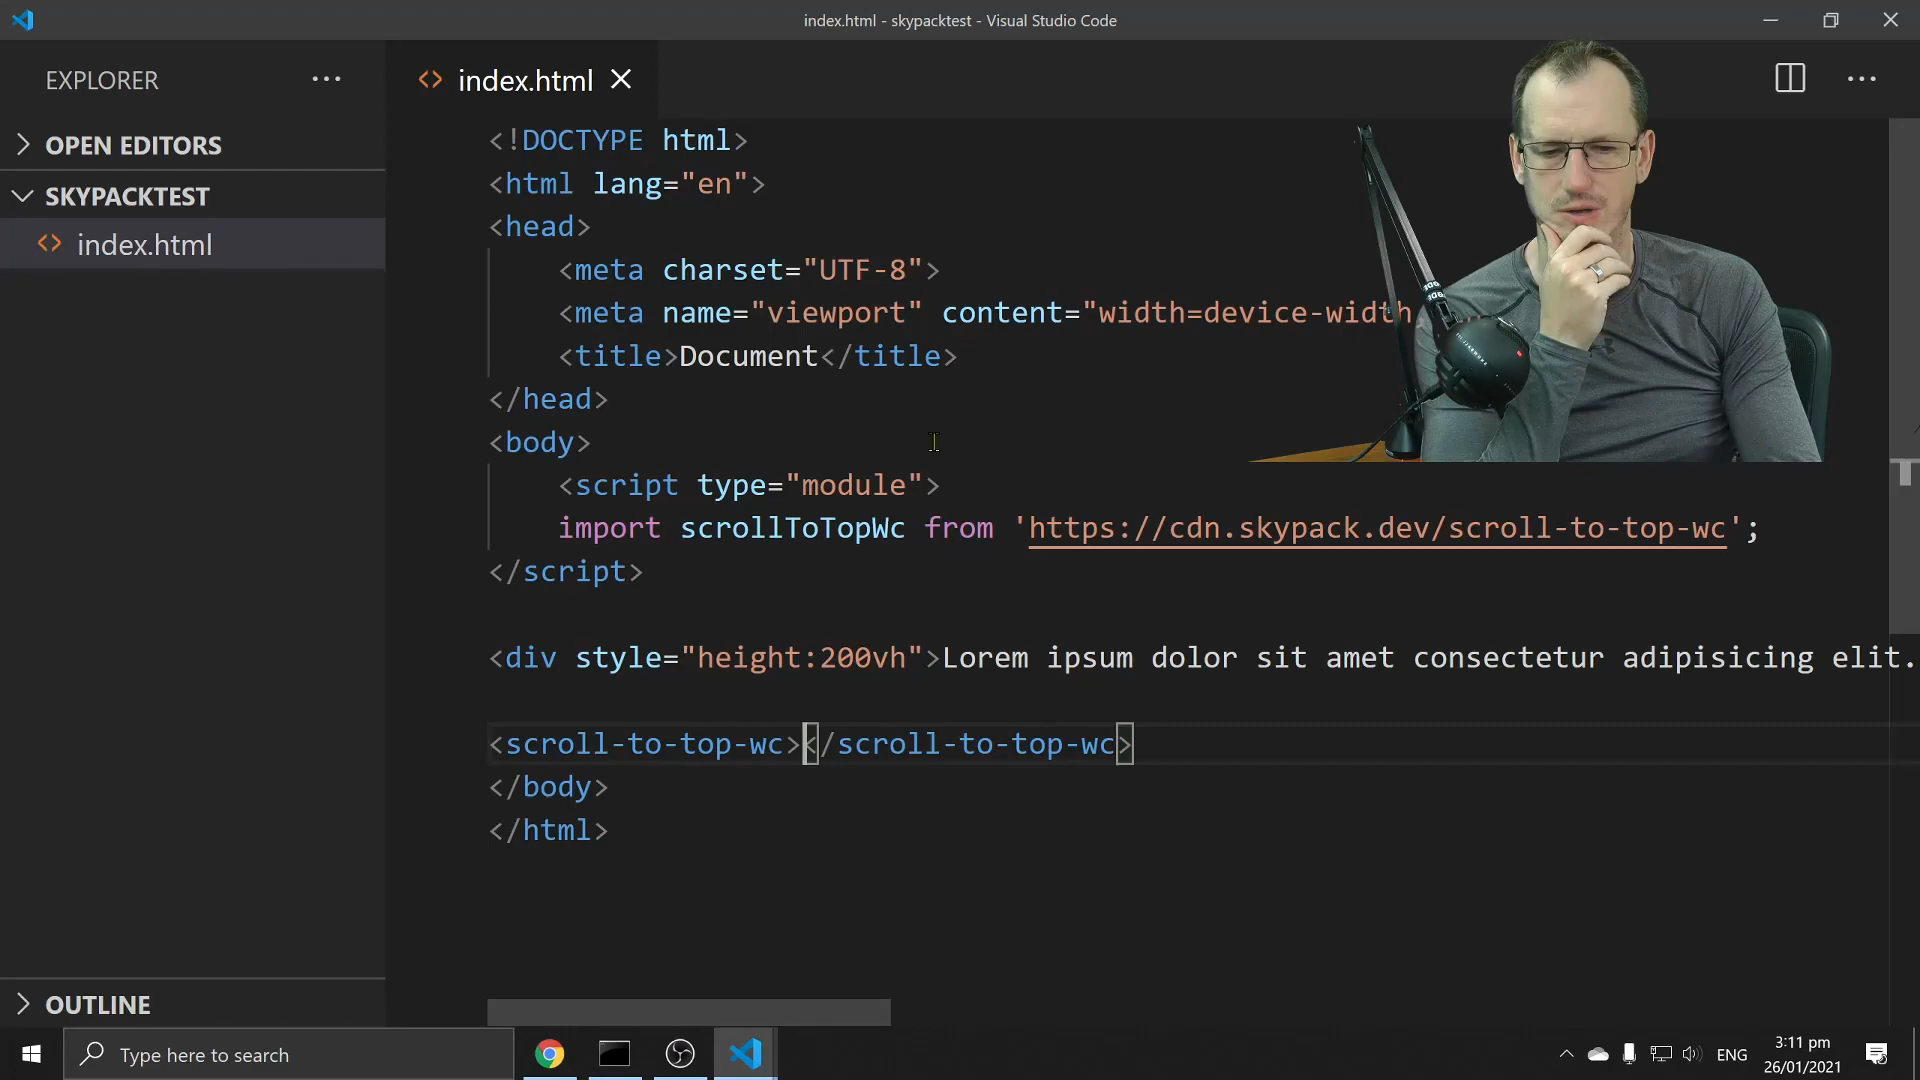 index.html - skypacktest - Visual Studio Code
EXPLORER
index.html
OPEN EDITORS
SKYPACKTEST
index.html
<!DOCTYPE html>
<html lang="en">
<head>
<meta charset="UTF-8">
<meta name="viewport" content="width=device-width
<title>Document</title>
</head>
<body>
<script type="module">
import scrollToTopWc from 'https://cdn.skypack.dev/scroll-to-top-wc';
</script>
<div style="height:200vh">Lorem ipsum dolor sit amet consectetur adipisicing elit.
<scroll-to-top-wc></scroll-to-top-wc>
</body>
</html>
OUTLINE
Type here to search
ENG
3:11 pm
26/01/2021